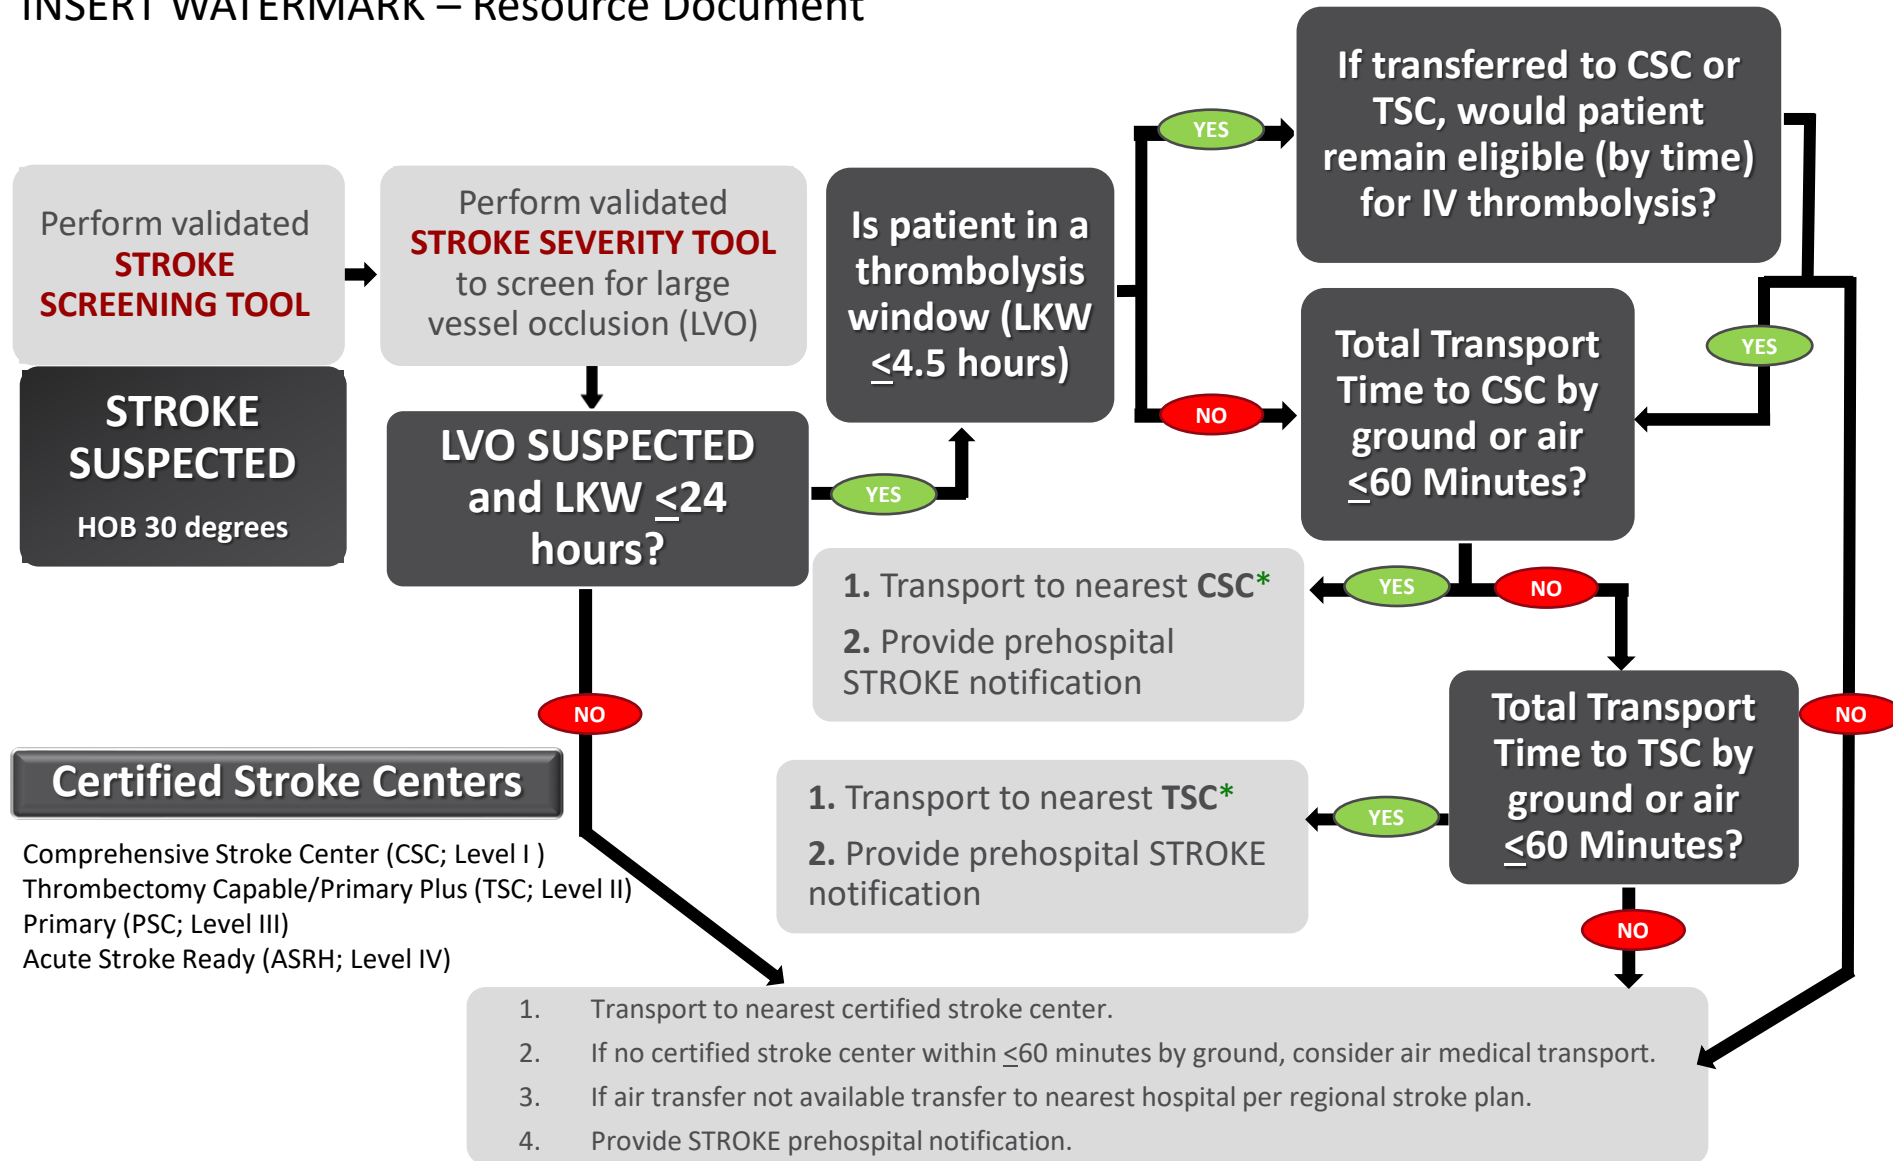 INSERT WATERMARK – Resource Document
Perform validated
STROKE
SCREENING TOOL
STROKE
SUSPECTED
HOB 30 degrees
Perform validated
STROKE SEVERITY TOOL
to screen for large
vessel occlusion (LVO)
LVO SUSPECTED
and LKW ≤24
hours?
YES
NO
Is patient in a
thrombolysis
window (LKW
≤4.5 hours)
YES
NO
If transferred to CSC or
TSC, would patient
remain eligible (by time)
for IV thrombolysis?
YES
NO
Total Transport
Time to CSC by
ground or air
≤60 Minutes?
YES
NO
1. Transport to nearest CSC*
2. Provide prehospital
STROKE notification
Total Transport
Time to TSC by
ground or air
≤60 Minutes?
YES
NO
1. Transport to nearest TSC*
2. Provide prehospital STROKE
notification
Certified Stroke Centers
Comprehensive Stroke Center (CSC; Level I )
Thrombectomy Capable/Primary Plus (TSC; Level II)
Primary (PSC; Level III)
Acute Stroke Ready (ASRH; Level IV)
1. Transport to nearest certified stroke center.
2. If no certified stroke center within ≤60 minutes by ground, consider air medical transport.
3. If air transfer not available transfer to nearest hospital per regional stroke plan.
4. Provide STROKE prehospital notification.